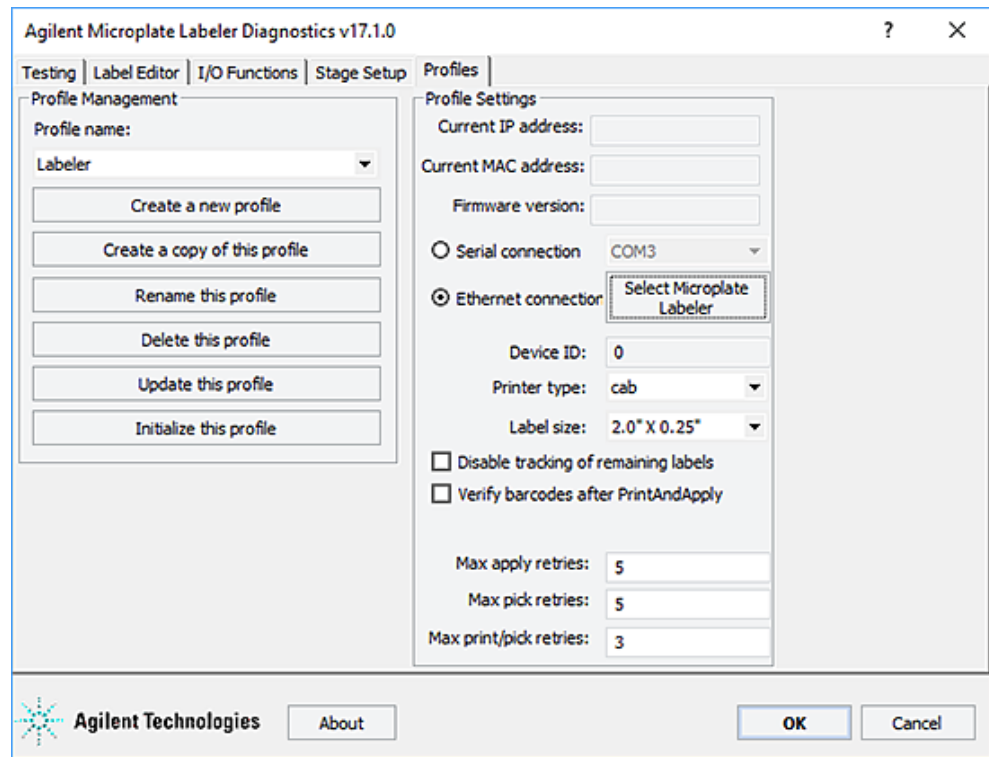 Agilent Microplate Labeler Diagnostics v17.1.0
?
Testing
Label Editor
I/O Functions
Stage Setup
Profiles
Profile Management
Profile name:
Labeler
Create a new profile
Create a copy of this profile
Rename this profile
Delete this profile
Update this profile
Initialize this profile
Profile Settings
Current IP address:
Current MAC address:
Firmware version:
Serial connection
COM3
Ethernet connection
Select Microplate
Labeler
Device ID:
0
Printer type:
cab
Label size:
2.0" X 0.25"
Disable tracking of remaining labels
Verify barcodes after PrintAndApply
Max apply retries:
5
Max pick retries:
5
Max print/pick retries:
3
Agilent Technologies
About
OK
Cancel